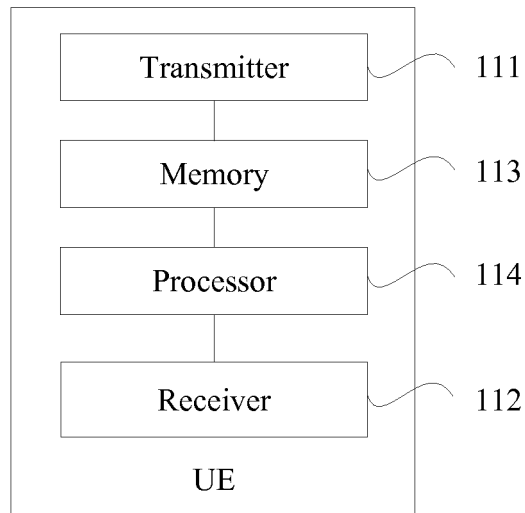 Transmitter 111
Memory 113
Processor 114
Receiver 112
UE